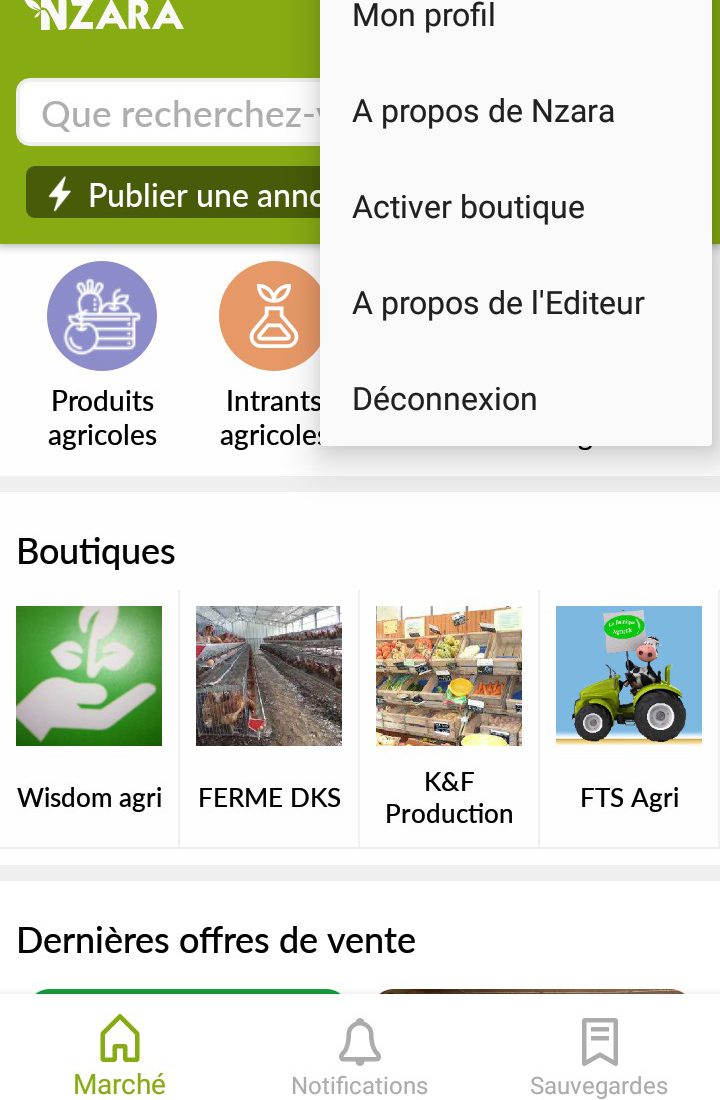 NZARA
Mon profil
Que recherchez-
A propos de Nzara
Publier une anno
Activer boutique
A propos de l'Editeur
Déconnexion
Produits
agricoles
Intrants
agricoles
Boutiques
Wisdom agri
FERME DKS
K&F
Production
FTS Agri
Dernières offres de vente
Marché
Notifications
Sauvegardes